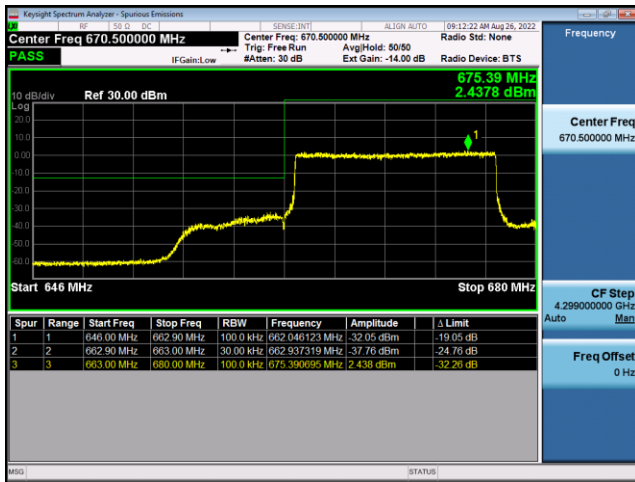 Keysight Spectrum Analyzer - Spurious Emissions
RF 50 Ω DC SENSE:INT ALIGN AUTO 09:12:22 AM Aug 26, 2022
Center Freq 670.500000 MHz
Center Freq: 670.500000 MHz Radio Std: None
Trig: Free Run Avg|Hold: 50/50
PASS IFGain:Low #Atten: 30 dB Ext Gain: -14.00 dB Radio Device: BTS
Frequency
675.39 MHz
10 dB/div Ref 30.00 dBm 2.4378 dBm
Log
20.0
10.0
0.00
-10.0
-20.0
-30.0
-40.0
-50.0
-60.0
1
Start 646 MHz Stop 680 MHz
Spur Range Start Freq Stop Freq RBW Frequency Amplitude Δ Limit
1 1 646.00 MHz 662.90 MHz 100.0 kHz 662.046123 MHz -32.05 dBm -19.05 dB
2 2 662.90 MHz 663.00 MHz 30.00 kHz 662.937319 MHz -37.76 dBm -24.76 dB
3 3 663.00 MHz 680.00 MHz 100.0 kHz 675.390695 MHz 2.438 dBm -32.26 dB
Center Freq
670.500000 MHz
CF Step
4.299000000 GHz
Auto Man
Freq Offset
0 Hz
MSG STATUS